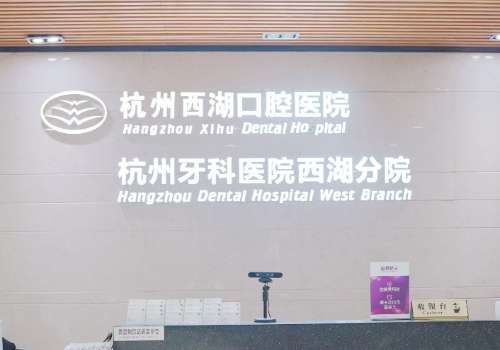 杭州西湖口腔医院
Hangzhou Xihu Dental Ho pital
杭州牙科医院西湖分院
Hangzhou Dental Hospital West Branch
收银台
Cashier